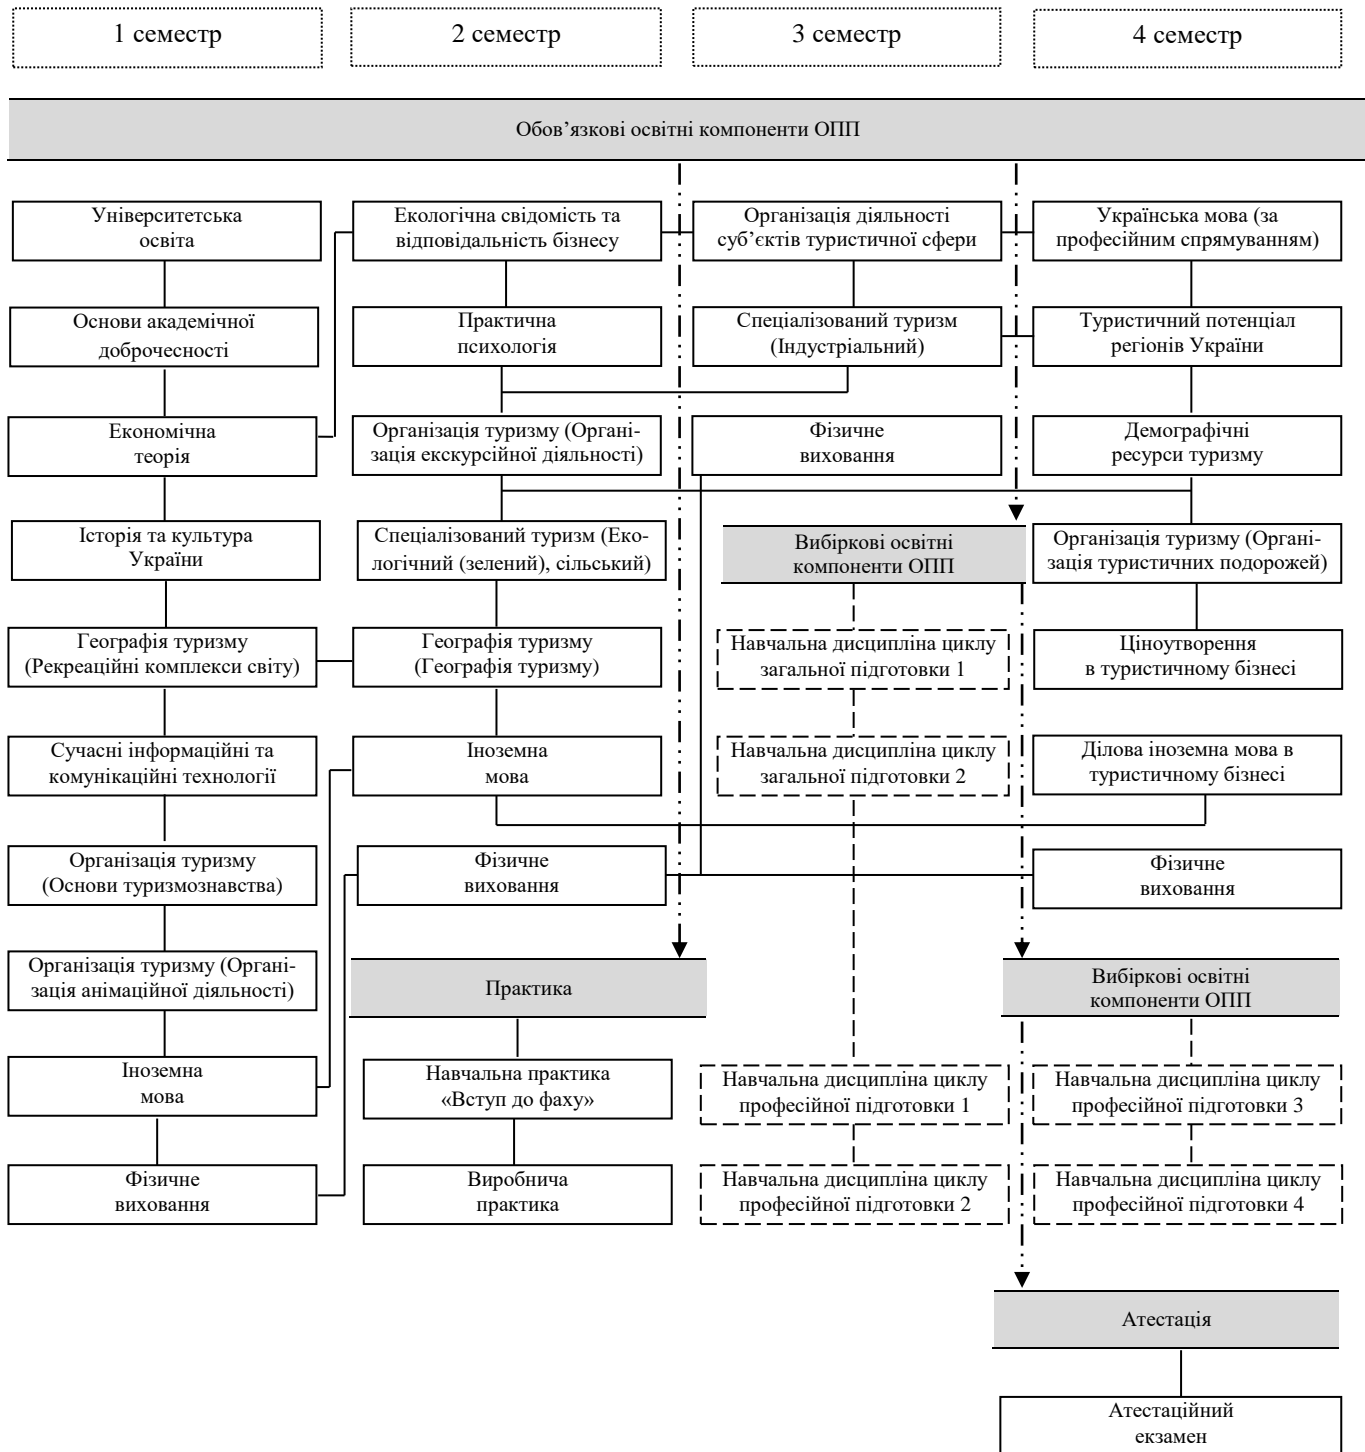 1 семестр
2 семестр
3 семестр
4 семестр
Обов’язкові освітні компоненти ОПП
Університетська
освіта
Екологічна свідомість та
відповідальність бізнесу
Організація діяльності
суб’єктів туристичної сфери
Українська мова (за
професійним спрямуванням)
Основи академічної
доброчесності
Практична
психологія
Спеціалізований туризм
(Індустріальний)
Туристичний потенціал
регіонів України
Економічна
теорія
Організація туризму (Органі-
зація екскурсійної діяльності)
Фізичне
виховання
Демографічні
ресурси туризму
Історія та культура
України
Спеціалізований туризм (Еко-
логічний (зелений), сільський)
Вибіркові освітні
компоненти ОПП
Організація туризму (Органі-
зація туристичних подорожей)
Географія туризму
(Рекреаційні комплекси світу)
Географія туризму
(Географія туризму)
Навчальна дисципліна циклу
загальної підготовки 1
Ціноутворення
в туристичному бізнесі
Сучасні інформаційні та
комунікаційні технології
Іноземна
мова
Навчальна дисципліна циклу
загальної підготовки 2
Ділова іноземна мова в
туристичному бізнесі
Організація туризму
(Основи туризмознавства)
Фізичне
виховання
Фізичне
виховання
Організація туризму (Органі-
зація анімаційної діяльності)
Практика
Вибіркові освітні
компоненти ОПП
Іноземна
мова
Навчальна практика
«Вступ до фаху»
Навчальна дисципліна циклу
професійної підготовки 1
Навчальна дисципліна циклу
професійної підготовки 3
Фізичне
виховання
Виробнича
практика
Навчальна дисципліна циклу
професійної підготовки 2
Навчальна дисципліна циклу
професійної підготовки 4
Атестація
Атестаційний
екзамен